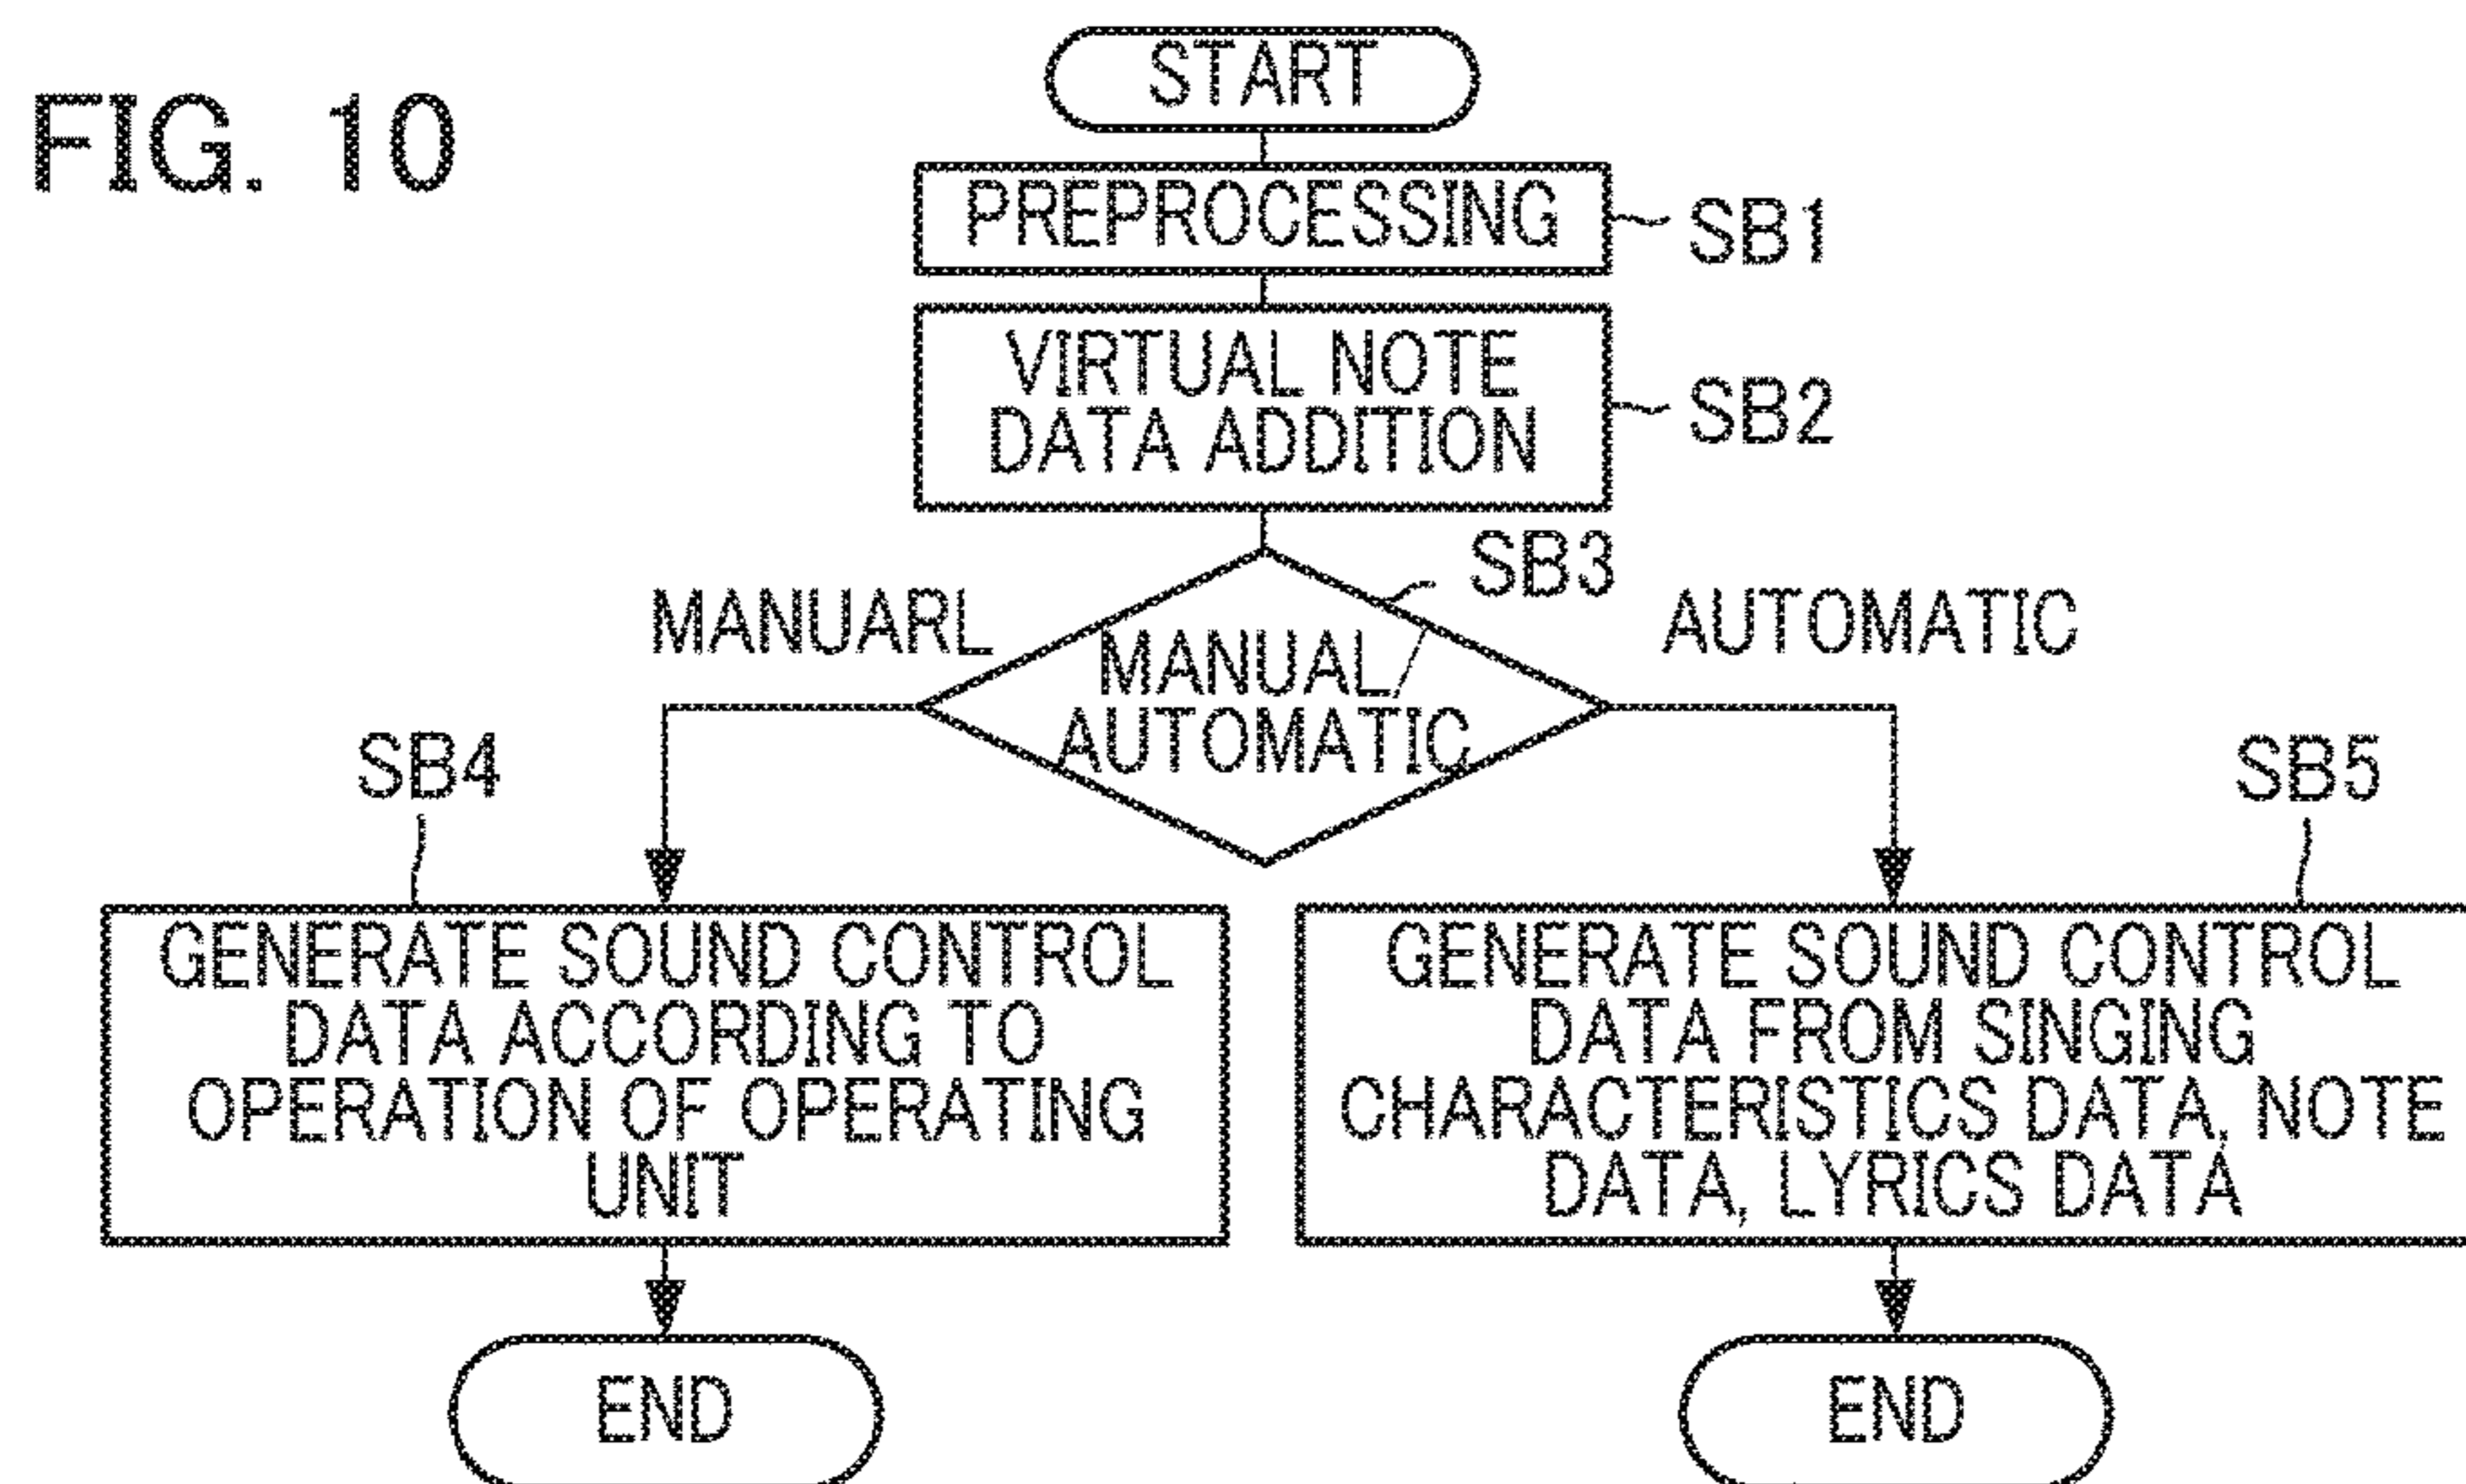 FIG. 10
START
PREPROCESSING
SB1
VIRTUAL NOTE
DATA ADDITION
SB2
SB3
MANUARL
MANUAL/
AUTOMATIC
AUTOMATIC
SB4
SB5
GENERATE SOUND CONTROL
DATA ACCORDING TO
OPERATION OF OPERATING
UNIT
GENERATE SOUND CONTROL
DATA FROM SINGING
CHARACTERISTICS DATA, NOTE
DATA, LYRICS DATA
END
END